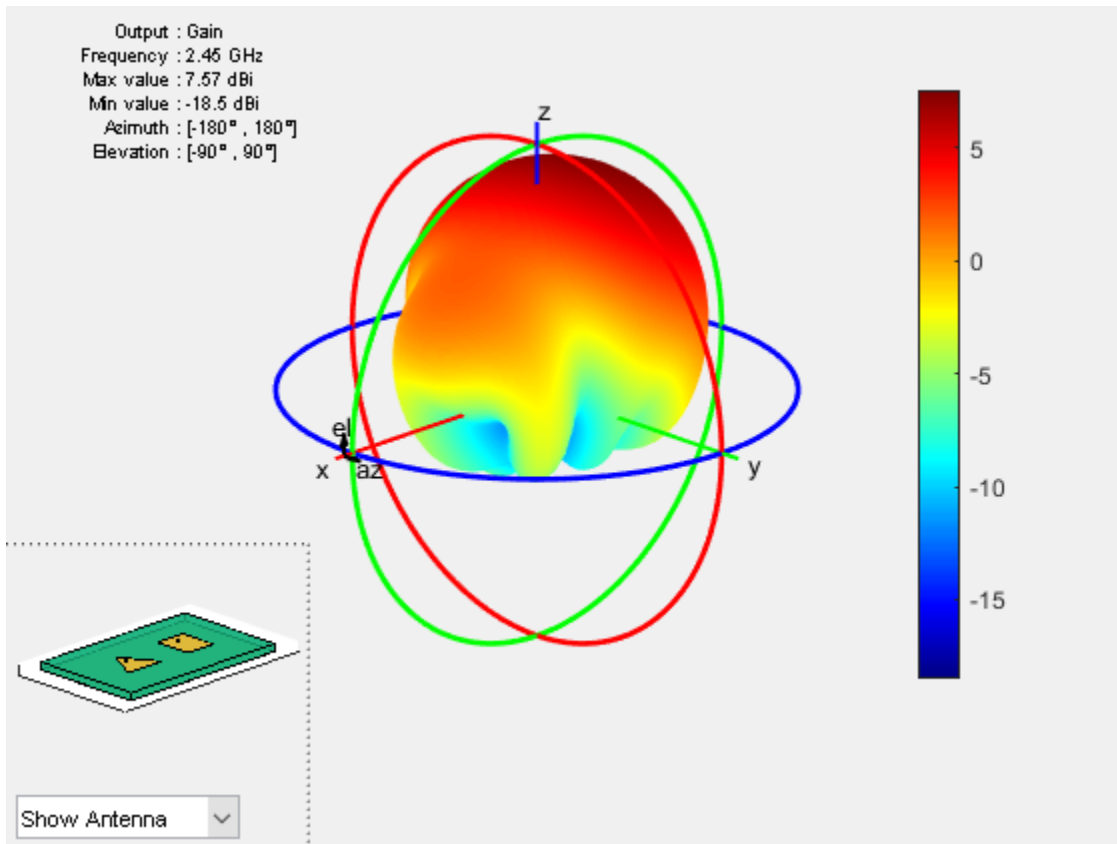 Output : Gain
Frequency : 2.45 GHz
Max value : 7.57 dBi
Min value : -18.5 dBi
Azimuth : [-180° , 180°]
Elevation : [-90° , 90°]
z
5
0
-5
-10
-15
el
x
az
y
Show Antenna